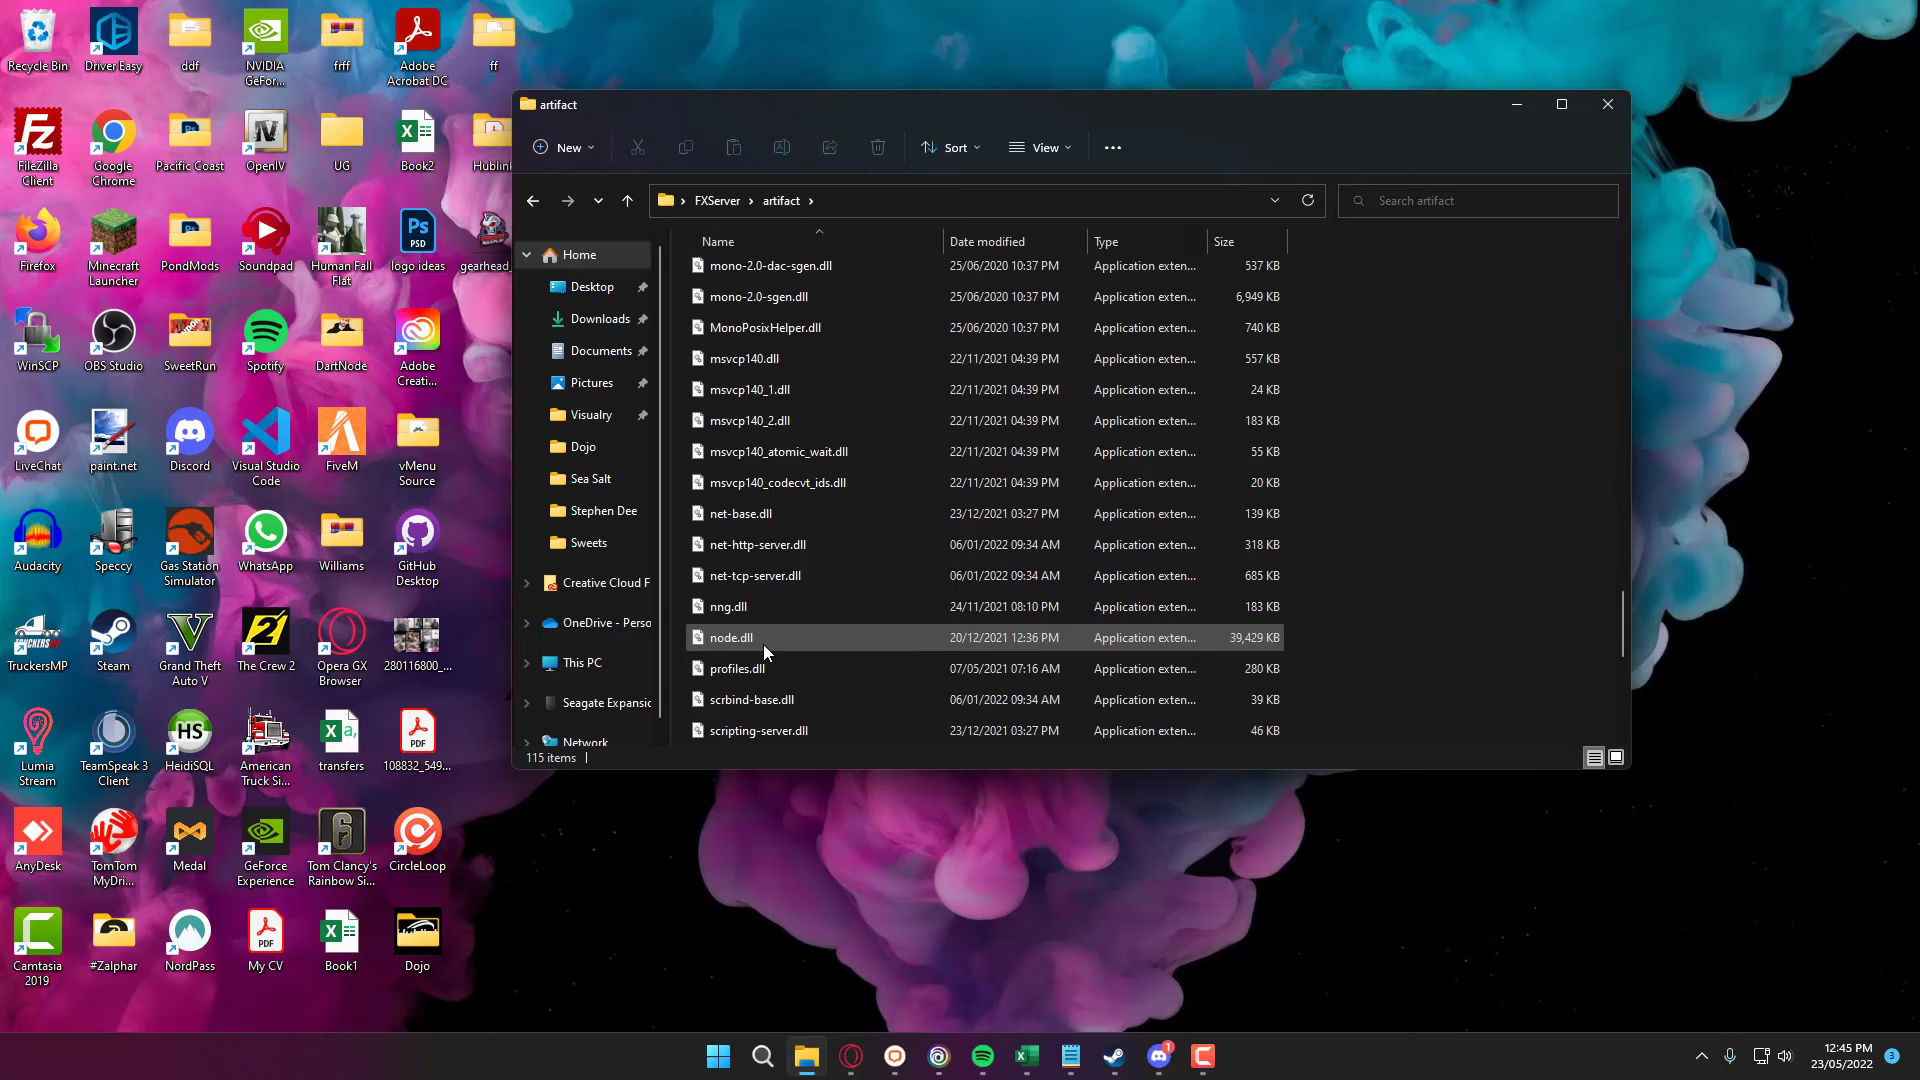 Recycle Bin
Driver Easy
ddf
NVIDIA
GeFor...
frff
Adobe
Acrobat DC
ff
FileZilla
Client
Google
Chrome
Pacific Coast
OpenIV
UG
Book2
Hublink
Firefox
Minecraft
Launcher
PondMods
Soundpad
Human Fall
Flat
logo ideas
gearhead_
WinSCP
OBS Studio
SweetRun
Spotify
DartNode
Adobe
Creati...
LiveChat
paint.net
Discord
Visual Studio
Code
FiveM
vMenu
Source
Audacity
Speccy
Gas Station
Simulator
WhatsApp
Williams
GitHub
Desktop
TruckersMP
Steam
Grand Theft
Auto V
The Crew 2
Opera GX
Browser
280116800_...
Lumia
Stream
TeamSpeak 3
Client
HeidiSQL
American
Truck Si...
transfers
108832_549...
AnyDesk
TomTom
MyDri...
Medal
GeForce
Experience
Tom Clancy's
Rainbow Si...
CircleLoop
Camtasia
2019
#Zalphar
NordPass
My CV
Book1
Dojo
artifact
New
Sort
View
FXServer
artifact
Search artifact
Home
Desktop
Downloads
Documents
Pictures
Visualry
Dojo
Sea Salt
Stephen Dee
Sweets
Creative Cloud F
OneDrive - Perso
This PC
Seagate Expansio
Network
Name Date modified Type Size
mono-2.0-dac-sgen.dll 25/06/2020 10:37 PM Application exten... 537 KB
mono-2.0-sgen.dll 25/06/2020 10:37 PM Application exten... 6,949 KB
MonoPosixHelper.dll 25/06/2020 10:37 PM Application exten... 740 KB
msvcp140.dll 22/11/2021 04:39 PM Application exten... 557 KB
msvcp140_1.dll 22/11/2021 04:39 PM Application exten... 24 KB
msvcp140_2.dll 22/11/2021 04:39 PM Application exten... 183 KB
msvcp140_atomic_wait.dll 22/11/2021 04:39 PM Application exten... 55 KB
msvcp140_codecvt_ids.dll 22/11/2021 04:39 PM Application exten... 20 KB
net-base.dll 23/12/2021 03:27 PM Application exten... 139 KB
net-http-server.dll 06/01/2022 09:34 AM Application exten... 318 KB
net-tcp-server.dll 06/01/2022 09:34 AM Application exten... 685 KB
nng.dll 24/11/2021 08:10 PM Application exten... 183 KB
node.dll 20/12/2021 12:36 PM Application exten... 39,429 KB
profiles.dll 07/05/2021 07:16 AM Application exten... 280 KB
scrbind-base.dll 06/01/2022 09:34 AM Application exten... 39 KB
scripting-server.dll 23/12/2021 03:27 PM Application exten... 46 KB
115 items
12:45 PM
23/05/2022
3
1